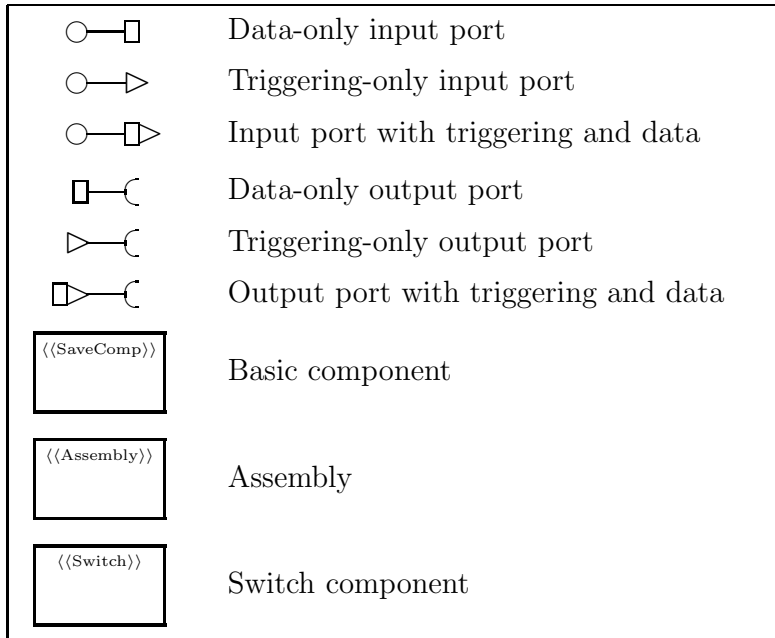 Data-only input port
Triggering-only input port
Input port with triggering and data
Data-only output port
Triggering-only output port
Output port with triggering and data
⟨⟨SaveComp⟩⟩
Basic component
⟨⟨Assembly⟩⟩
Assembly
⟨⟨Switch⟩⟩
Switch component